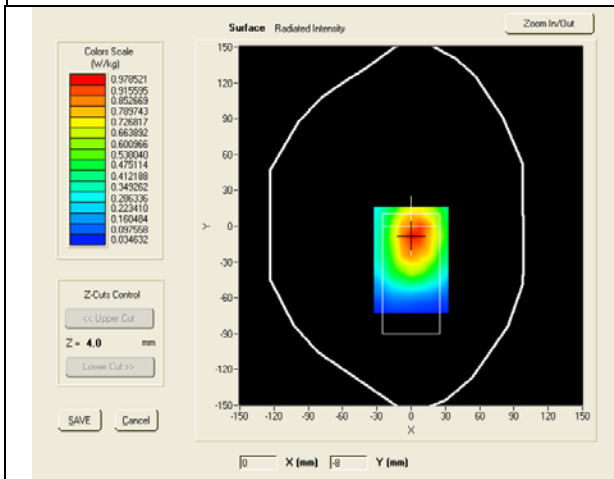 Surface Radiated Intensity
Zoom In/Out
Colors Scale
(W/kg)
0.978521
0.915595
0.852669
0.789743
0.726817
0.663892
0.600966
0.538040
0.475114
0.412188
0.349262
0.286336
0.223410
0.160484
0.097558
0.034632
150-
120-
90-
60-
30-
0-
-30-
-60-
-90-
-120-
-150-
Y
-150 -120 -90 -60 -30 0 30 60 90 120 150
X
Z-Cuts Control
<< Upper Cut
Z = 4.0 mm
Lower Cut >>
SAVE Cancel
0 X (mm) -8 Y (mm)